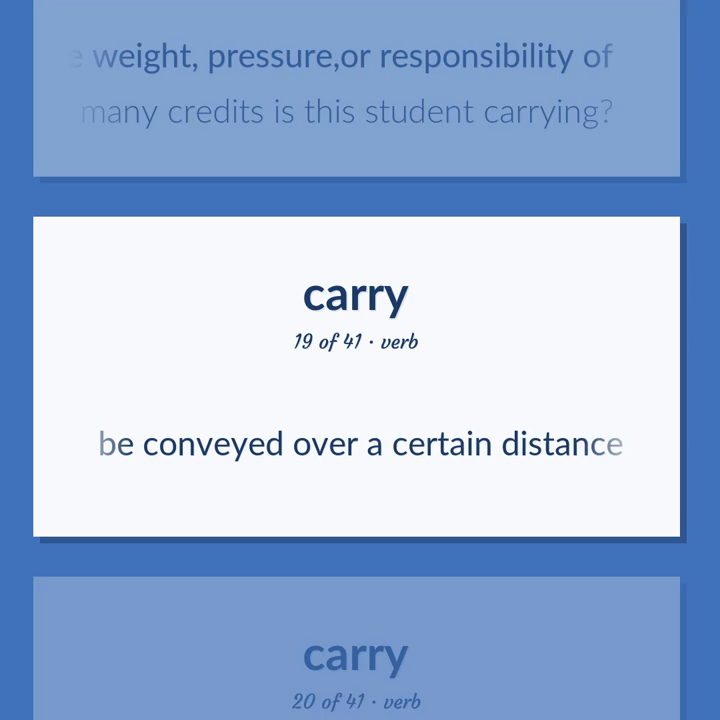 weight, pressure,or responsibility of
many credits is this student carrying?
carry
19 of 41 · verb
be conveyed over a certain distance
carry
20 of 41 · verb